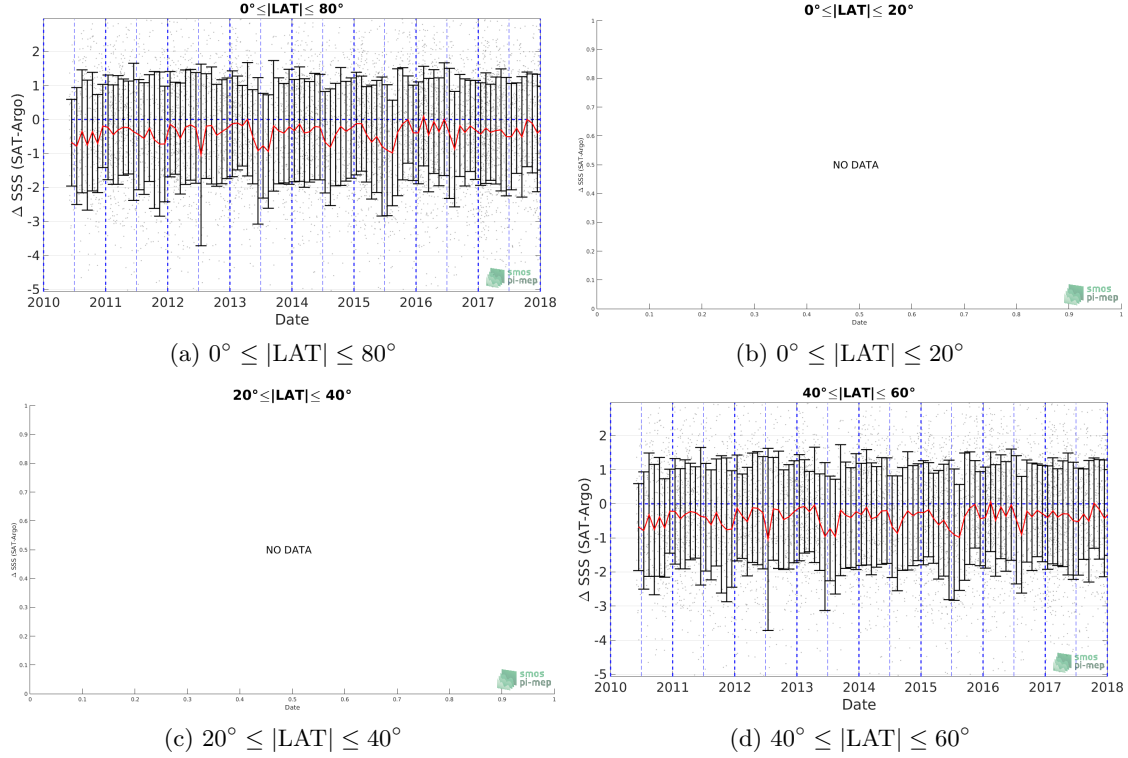 0°≤|LAT|≤ 80°
2
1
0
-1
-2
-3
-4
-5
Δ SSS (SAT-Argo)
2010 2011 2012 2013 2014 2015 2016 2017 2018
Date
smos
pi-mep
(a) 0° ≤ |LAT| ≤ 80°
0°≤|LAT|≤ 20°
1
0.9
0.8
0.7
0.6
0.5
0.4
0.3
0.2
0.1
0
Δ SSS (SAT-Argo)
NO DATA
0 0.1 0.2 0.3 0.4 0.5 0.6 0.7 0.8 0.9 1
Date
smos
pi-mep
(b) 0° ≤ |LAT| ≤ 20°
20°≤|LAT|≤ 40°
1
0.9
0.8
0.7
0.6
0.5
0.4
0.3
0.2
0.1
0
Δ SSS (SAT-Argo)
NO DATA
0 0.1 0.2 0.3 0.4 0.5 0.6 0.7 0.8 0.9 1
Date
smos
pi-mep
(c) 20° ≤ |LAT| ≤ 40°
40°≤|LAT|≤ 60°
2
1
0
-1
-2
-3
-4
-5
Δ SSS (SAT-Argo)
2010 2011 2012 2013 2014 2015 2016 2017 2018
Date
smos
pi-mep
(d) 40° ≤ |LAT| ≤ 60°